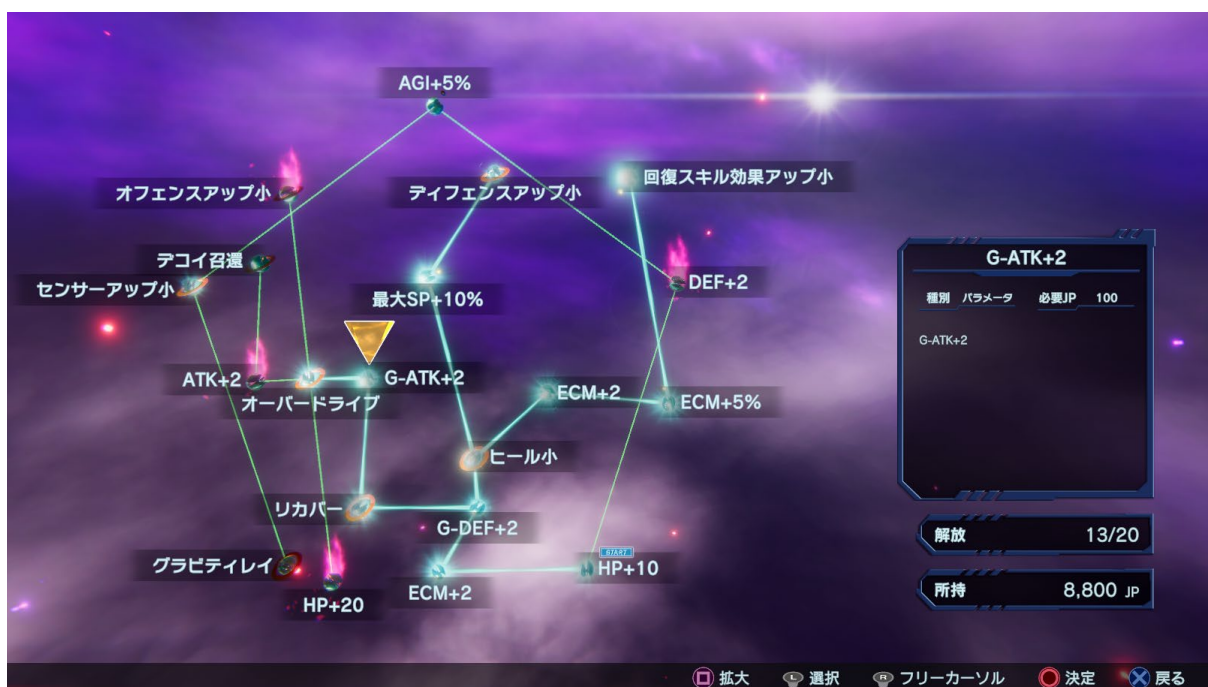 AGI+5%
オフェンスアップ小
ディフェンスアップ小
回復スキル効果アップ小
デコイ召還
センサーアップ小
最大SP+10%
DEF+2
ATK+2
オーバードライブ
G-ATK+2
ECM+2
ECM+5%
ヒール小
リカバー
G-DEF+2
グラビティレイ
HP+20
ECM+2
START
HP+10
G-ATK+2
種別 パラメータ 必要JP 100
G-ATK+2
解放 13/20
所持 8,800 JP
拡大 L 選択 R フリーカーソル 決定 戻る